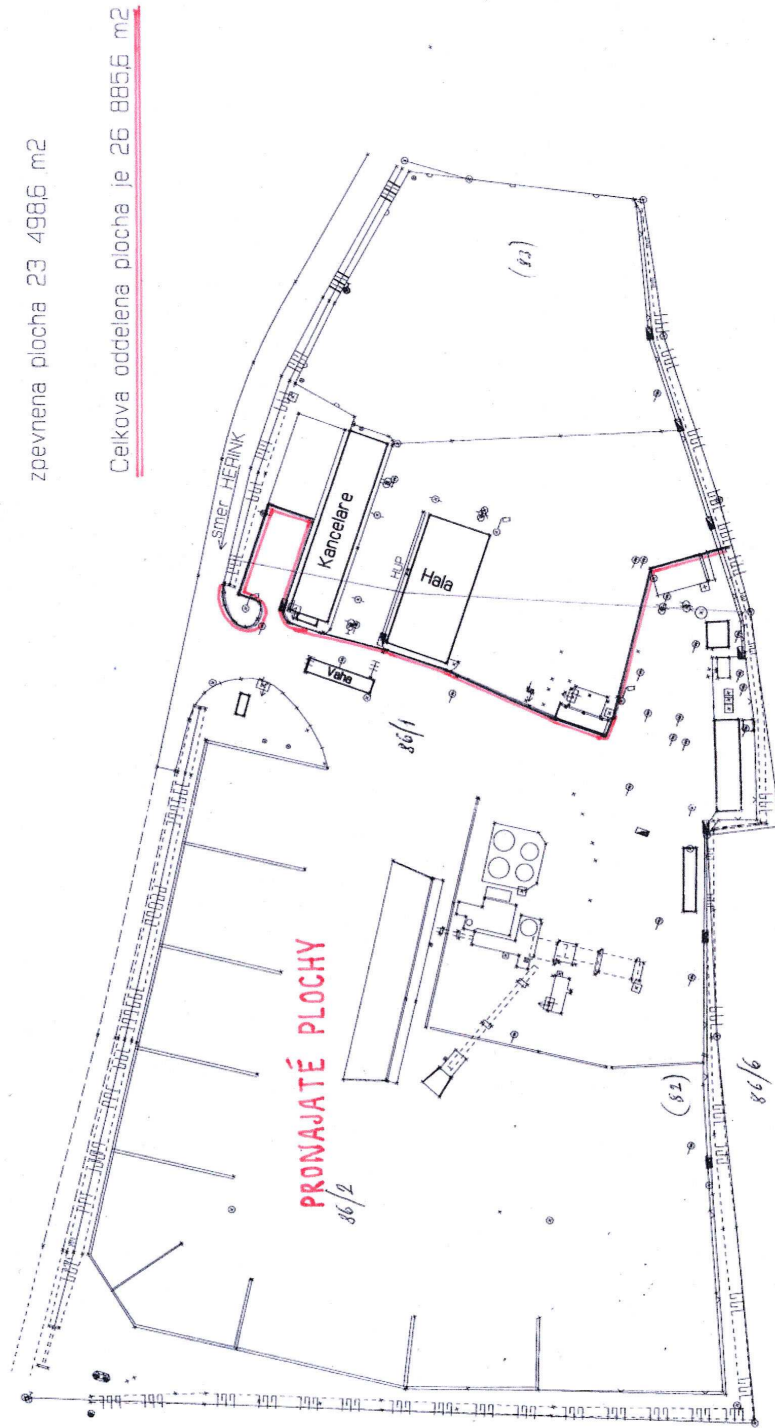 zpevnena plocha 23 498,6 m2
Celkova oddelena plocha je 26 885,6 m2
smer HERINK
(83)
Kancelare
HUP
Hala
Vaha
86/1
PRONAJATÉ PLOCHY
86/2
(82)
86/6